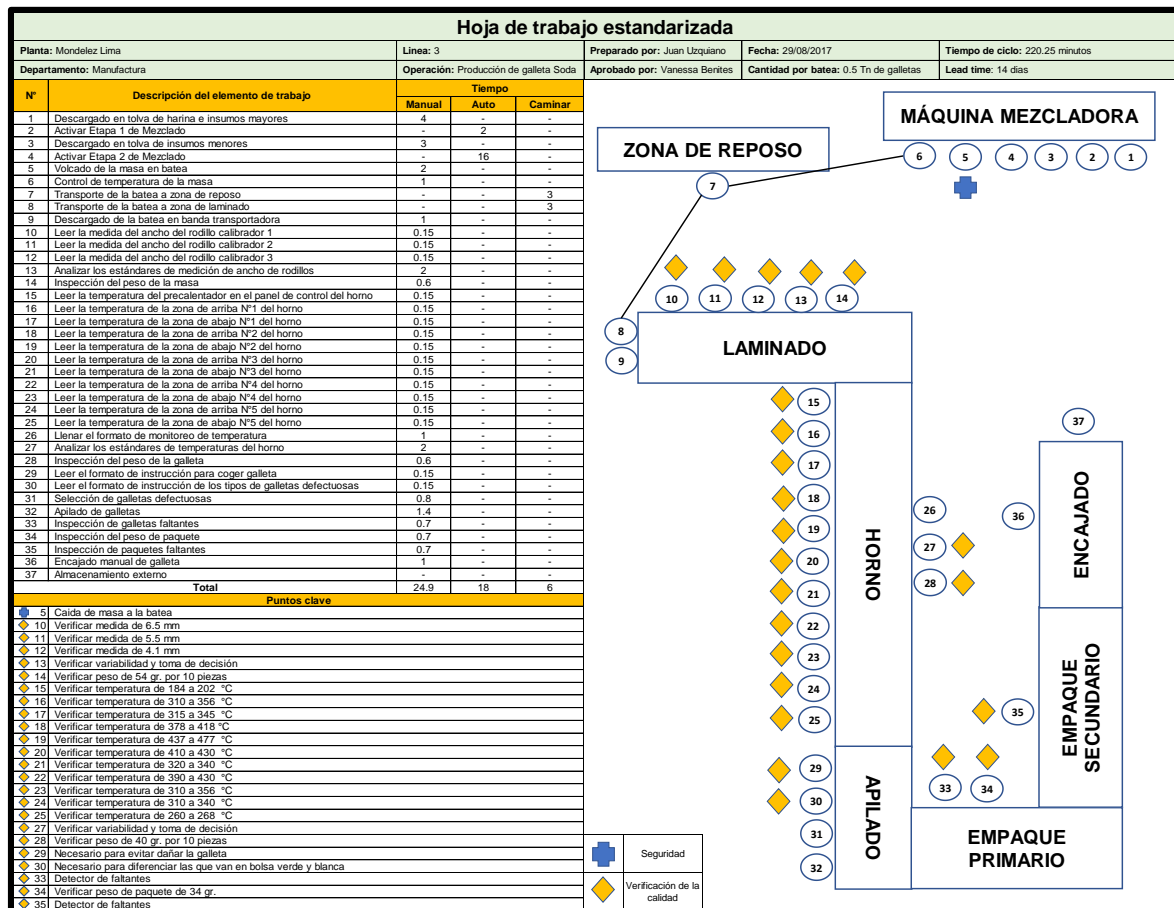 Hoja de trabajo estandarizada
Planta: Mondelez Lima Linea: 3 Preparado por: Juan Uzquiano Fecha: 29/08/2017 Tiempo de ciclo: 220.25 minutos
Departamento: Manufactura Operación: Producción de galleta Soda Aprobado por: Vanessa Benites Cantidad por batea: 0.5 Tn de galletas Lead time: 14 dias
N° Descripción del elemento de trabajo Tiempo
Manual Auto Caminar
1 Descargado en tolva de harina e insumos mayores 4 - -
2 Activar Etapa 1 de Mezclado - 2 -
3 Descargado en tolva de insumos menores 3 - -
4 Activar Etapa 2 de Mezclado - 16 -
5 Volcado de la masa en batea 2 - -
6 Control de temperatura de la masa 1 - -
7 Transporte de la batea a zona de reposo - - 3
8 Transporte de la batea a zona de laminado - - 3
9 Descargado de la batea en banda transportadora 1 - -
10 Leer la medida del ancho del rodillo calibrador 1 0.15 - -
11 Leer la medida del ancho del rodillo calibrador 2 0.15 - -
12 Leer la medida del ancho del rodillo calibrador 3 0.15 - -
13 Analizar los estándares de medición de ancho de rodillos 2 - -
14 Inspección del peso de la masa 0.6 - -
15 Leer la temperatura del precalentador en el panel de control del horno 0.15 - -
16 Leer la temperatura de la zona de arriba N°1 del horno 0.15 - -
17 Leer la temperatura de la zona de abajo N°1 del horno 0.15 - -
18 Leer la temperatura de la zona de arriba N°2 del horno 0.15 - -
19 Leer la temperatura de la zona de abajo N°2 del horno 0.15 - -
20 Leer la temperatura de la zona de arriba N°3 del horno 0.15 - -
21 Leer la temperatura de la zona de abajo N°3 del horno 0.15 - -
22 Leer la temperatura de la zona de arriba N°4 del horno 0.15 - -
23 Leer la temperatura de la zona de abajo N°4 del horno 0.15 - -
24 Leer la temperatura de la zona de arriba N°5 del horno 0.15 - -
25 Leer la temperatura de la zona de abajo N°5 del horno 0.15 - -
26 Llenar el formato de monitoreo de temperatura 1 - -
27 Analizar los estándares de temperaturas del horno 2 - -
28 Inspección del peso de la galleta 0.6 - -
29 Leer el formato de instrucción para coger galleta 0.15 - -
30 Leer el formato de instrucción de los tipos de galletas defectuosas 0.15 - -
31 Selección de galletas defectuosas 0.8 - -
32 Apilado de galletas 1.4 - -
33 Inspección de galletas faltantes 0.7 - -
34 Inspección del peso de paquete 0.7 - -
35 Inspección de paquetes faltantes 0.7 - -
36 Encajado manual de galleta 1 - -
37 Almacenamiento externo - - -
Total 24.9 18 6
Puntos clave
5 Caida de masa a la batea
10 Verificar medida de 6.5 mm
11 Verificar medida de 5.5 mm
12 Verificar medida de 4.1 mm
13 Verificar variabilidad y toma de decisión
14 Verificar peso de 54 gr. por 10 piezas
15 Verificar temperatura de 184 a 202 °C
16 Verificar temperatura de 310 a 356 °C
17 Verificar temperatura de 315 a 345 °C
18 Verificar temperatura de 378 a 418 °C
19 Verificar temperatura de 437 a 477 °C
20 Verificar temperatura de 410 a 430 °C
21 Verificar temperatura de 320 a 340 °C
22 Verificar temperatura de 390 a 430 °C
23 Verificar temperatura de 310 a 356 °C
24 Verificar temperatura de 310 a 340 °C
25 Verificar temperatura de 260 a 268 °C
27 Verificar variabilidad y toma de decisión
28 Verificar peso de 40 gr. por 10 piezas
29 Necesario para evitar dañar la galleta
30 Necesario para diferenciar las que van en bolsa verde y blanca
33 Detector de faltantes
34 Verificar peso de paquete de 34 gr.
35 Detector de faltantes
MÁQUINA MEZCLADORA
ZONA DE REPOSO
6 5 4 3 2 1
7
10 11 12 13 14
8
9
LAMINADO
15
16
17
18
19
20
21
22
23
24
25
HORNO
26
27
28
37
36
ENCAJADO
35
EMPAQUE
SECUNDARIO
33 34
29
30
31
32
APILADO
EMPAQUE
PRIMARIO
Seguridad
Verificación de la
calidad